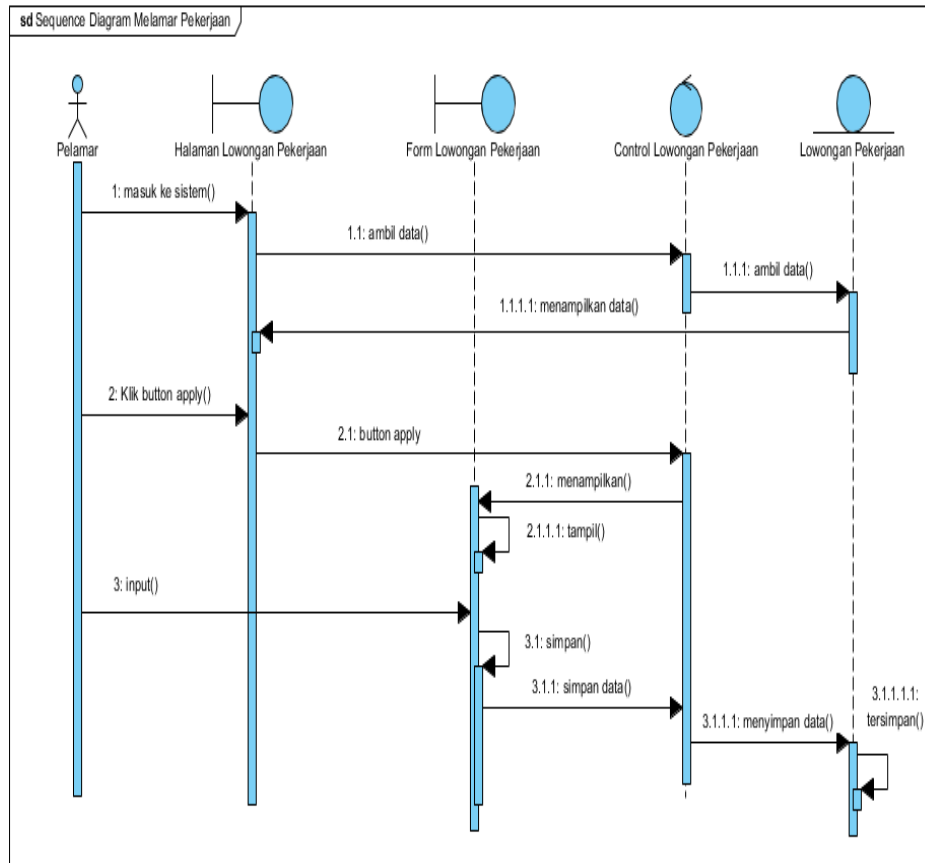 sd Sequence Diagram Melamar Pekerjaan
Pelamar
Halaman Lowongan Pekerjaan
Form Lowongan Pekerjaan
Control Lowongan Pekerjaan
Lowongan Pekerjaan
1: masuk ke sistem()
1.1: ambil data()
1.1.1: ambil data()
1.1.1.1: menampilkan data()
2: Klik button apply()
2.1: button apply
2.1.1: menampilkan()
2.1.1.1: tampil()
3: input()
3.1: simpan()
3.1.1: simpan data()
3.1.1.1: menyimpan data()
3.1.1.1.1:
tersimpan()